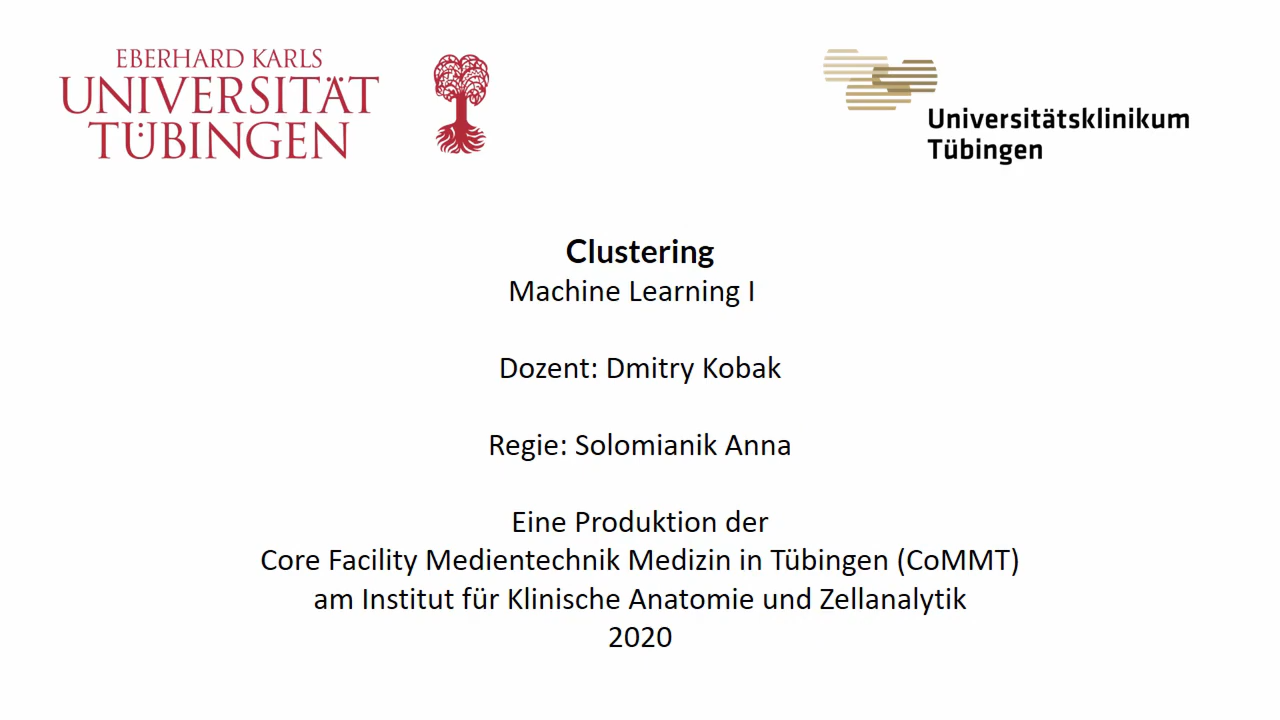 EBERHARD KARLS
UNIVERSITÄT
TÜBINGEN
Universitätsklinikum
Tübingen
Clustering
Machine Learning I
Dozent: Dmitry Kobak
Regie: Solomianik Anna
Eine Produktion der
Core Facility Medientechnik Medizin in Tübingen (CoMMT)
am Institut für Klinische Anatomie und Zellanalytik
2020